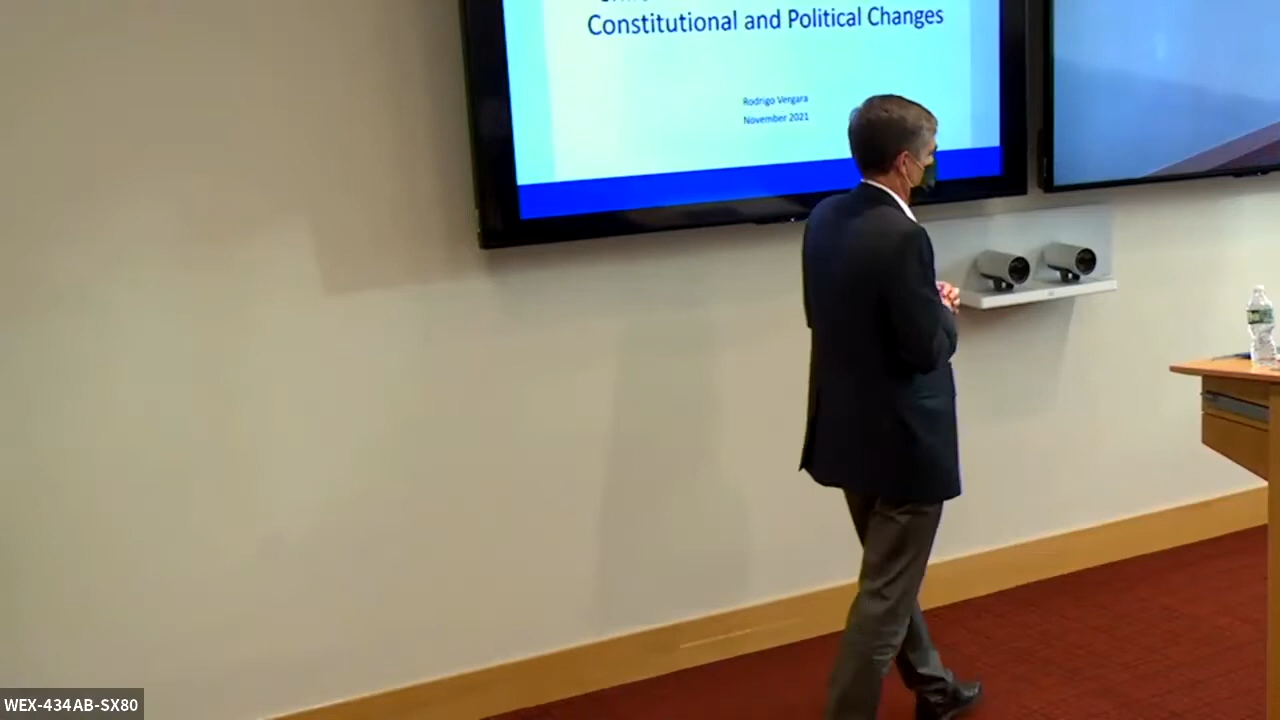 Constitutional and Political Changes
Rodrigo Vergara
November 2021
WEX-434AB-SX80